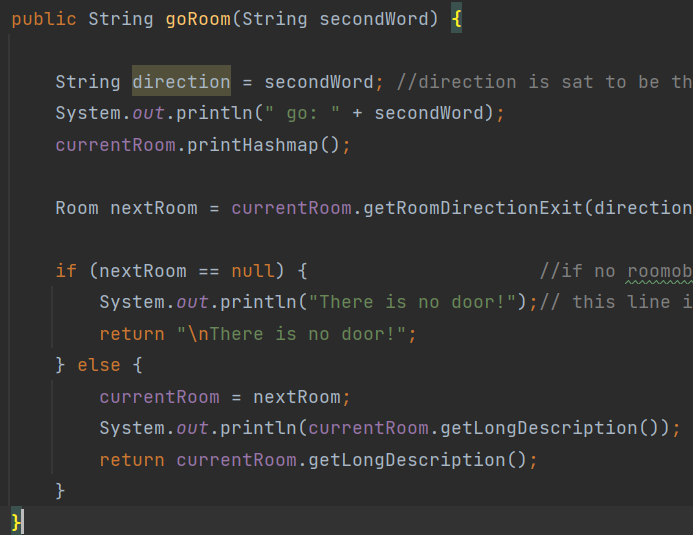 public String goRoom(String secondWord) {
String direction = secondWord; //direction is sat to be th
System.out.println(" go: " + secondWord);
currentRoom.printHashmap();
Room nextRoom = currentRoom.getRoomDirectionExit(direction
if (nextRoom == null) { //if no roomob
System.out.println("There is no door!");// this line i
return "\nThere is no door!";
} else {
currentRoom = nextRoom;
System.out.println(currentRoom.getLongDescription());
return currentRoom.getLongDescription();
}
}